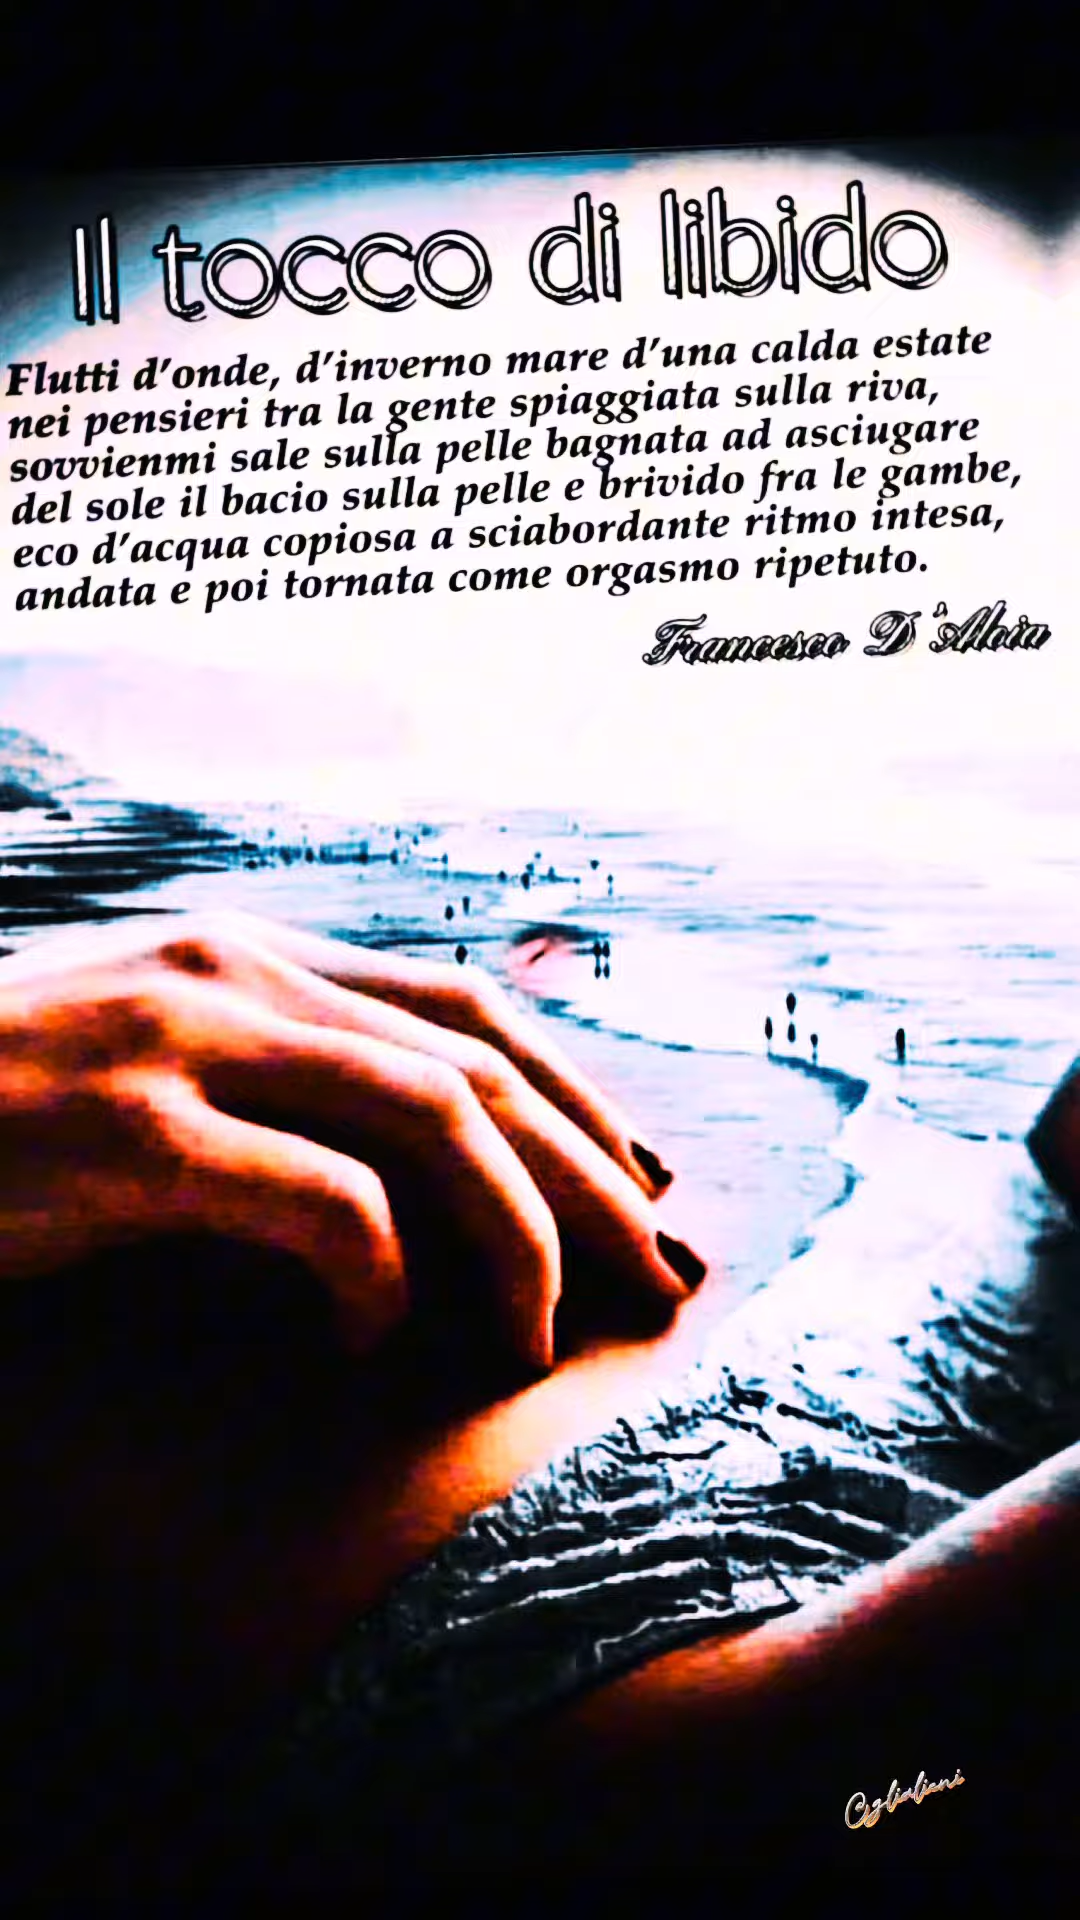 Il tocco di libido
Flutti d'onde, d'inverno mare d'una calda estate
nei pensieri tra la gente spiaggiata sulla riva,
sovvienmi sale sulla pelle bagnata ad asciugare
del sole il bacio sulla pelle e brivido fra le gambe,
eco d'acqua copiosa a sciabordante ritmo intesa,
andata e poi tornata come orgasmo ripetuto.
Francesco D'Aloia